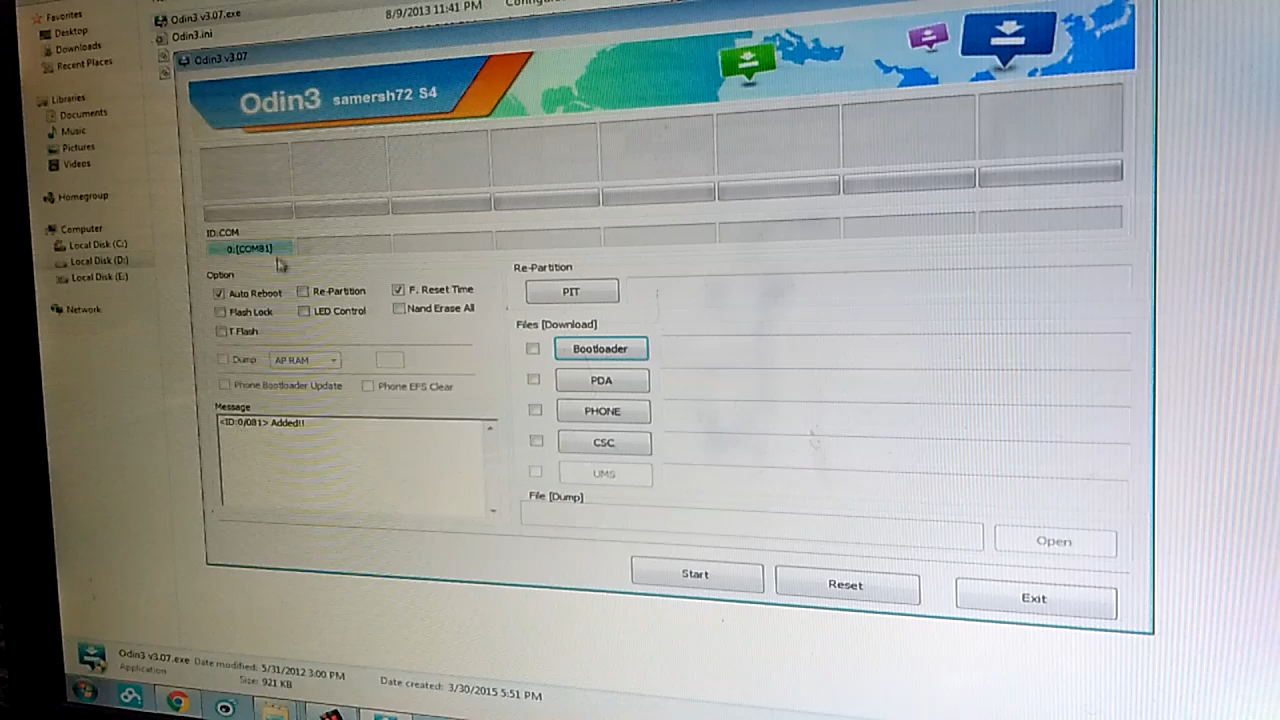 Favorites
Desktop
Downloads
Recent Places
Libraries
Documents
Music
Pictures
Videos
Homegroup
Computer
Local Disk (C:)
Local Disk (D:)
Local Disk (E:)
Network
Odin3 v3.07.exe
8/9/2013 11:41 PM
Odin3.ini
Odin3 v3.07
Odin3 samersh72 S4
ID:COM
0:[COM81]
Option
Auto Reboot
Re-Partition
F. Reset Time
Flash Lock
LED Control
Nand Erase All
T Flash
Dump
AP RAM
Phone Bootloader Update
Phone EFS Clear
Message
<ID:0/081> Added!!
Re-Partition
PIT
Files [Download]
Bootloader
PDA
PHONE
CSC
UMS
File [Dump]
Open
Start
Reset
Exit
Odin3 v3.07.exe Date modified: 5/31/2012 3:00 PM
Date created: 3/30/2015 5:51 PM
Application
Size: 921 KB